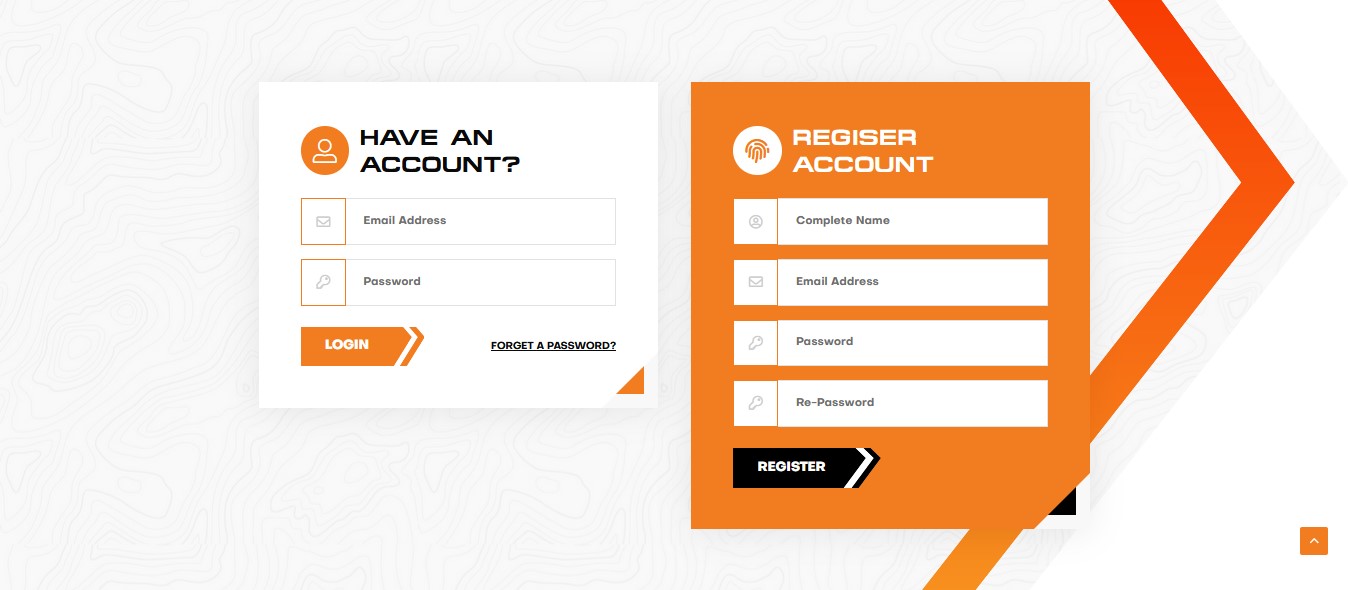 HAVE AN
ACCOUNT?
Email Address
Password
LOGIN
FORGET A PASSWORD?
REGISER
ACCOUNT
Complete Name
Email Address
Password
Re-Password
REGISTER